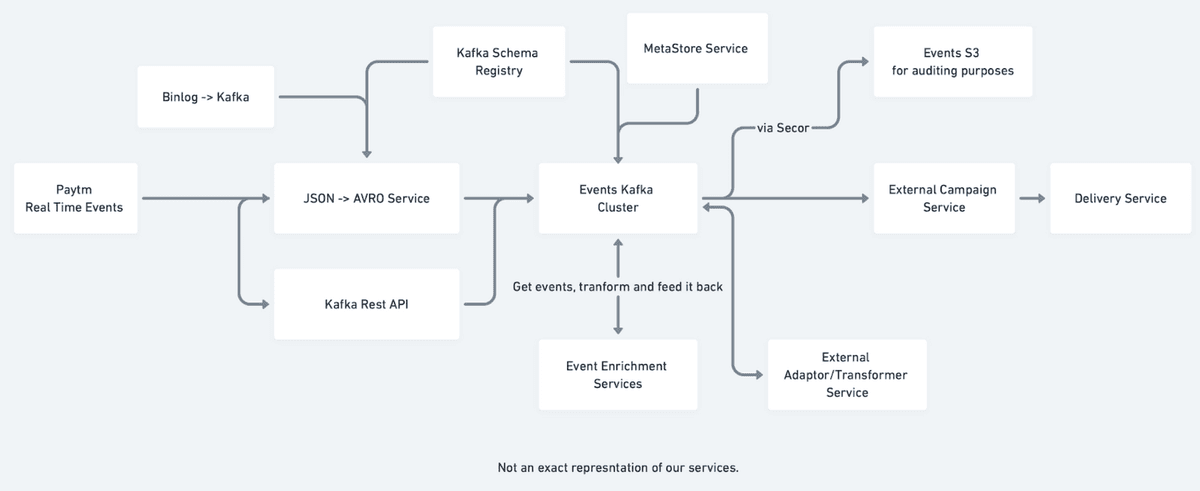 Kafka Schema
Registry
MetaStore Service
Events S3
for auditing purposes
Binlog -> Kafka
via Secor
Paytm
Real Time Events
JSON -> AVRO Service
Events Kafka
Cluster
External Campaign
Service
Delivery Service
Get events, tranform and feed it back
Kafka Rest API
Event Enrichment
Services
External
Adaptor/Transformer
Service
Not an exact represntation of our services.